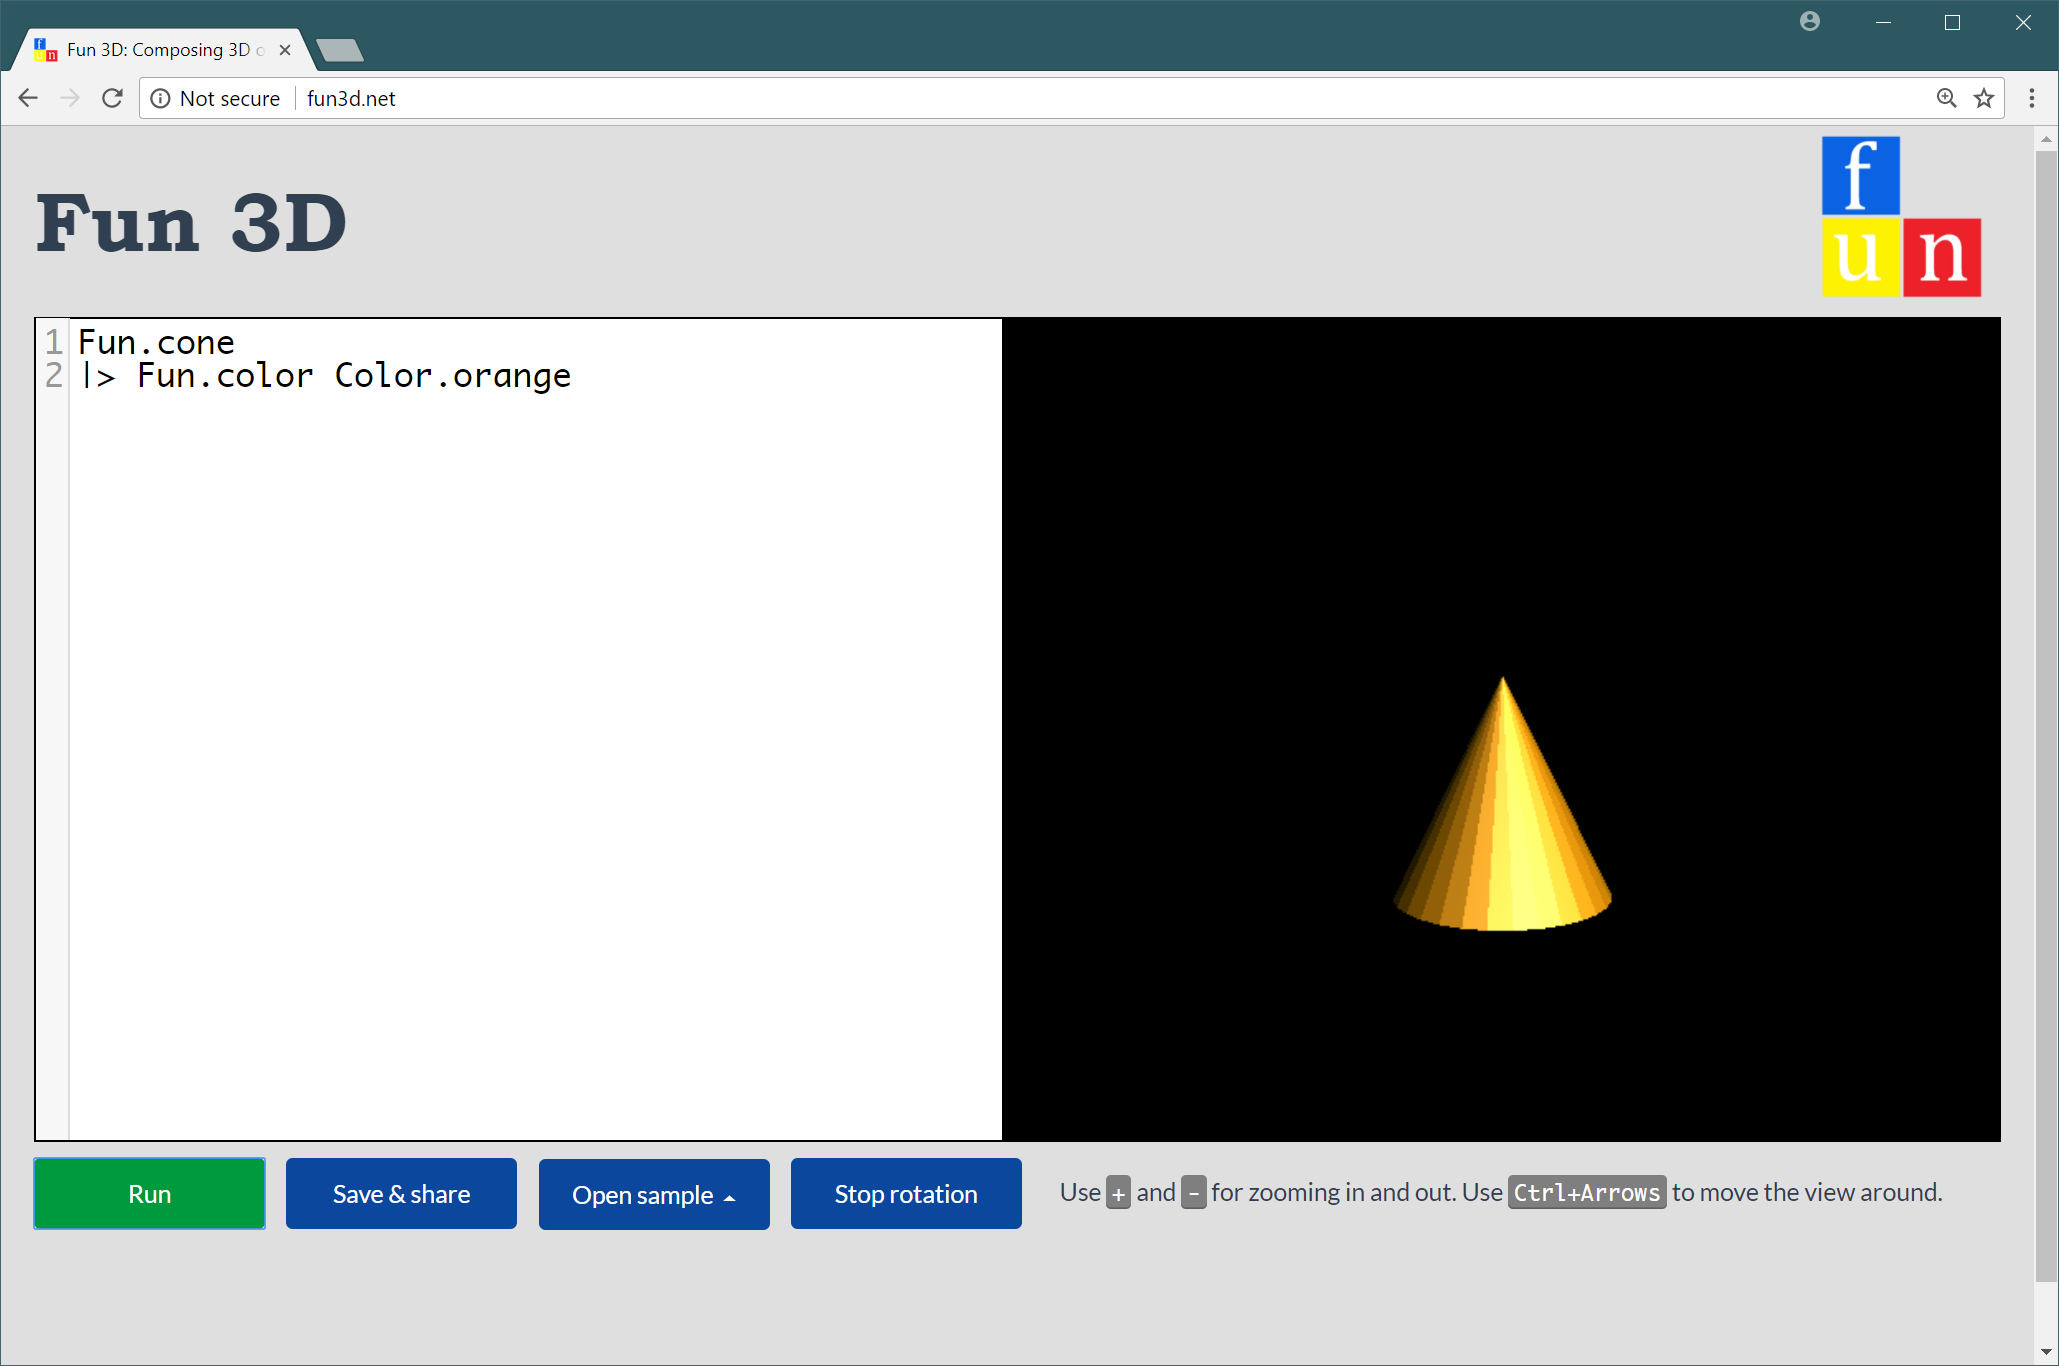 Fun 3D: Composing 3D
Not secure fun3d.net
Fun 3D
f
un
1 Fun.cone
2 |> Fun.color Color.orange
Run
Save & share
Open sample
Stop rotation
Use + and - for zooming in and out. Use Ctrl+Arrows to move the view around.